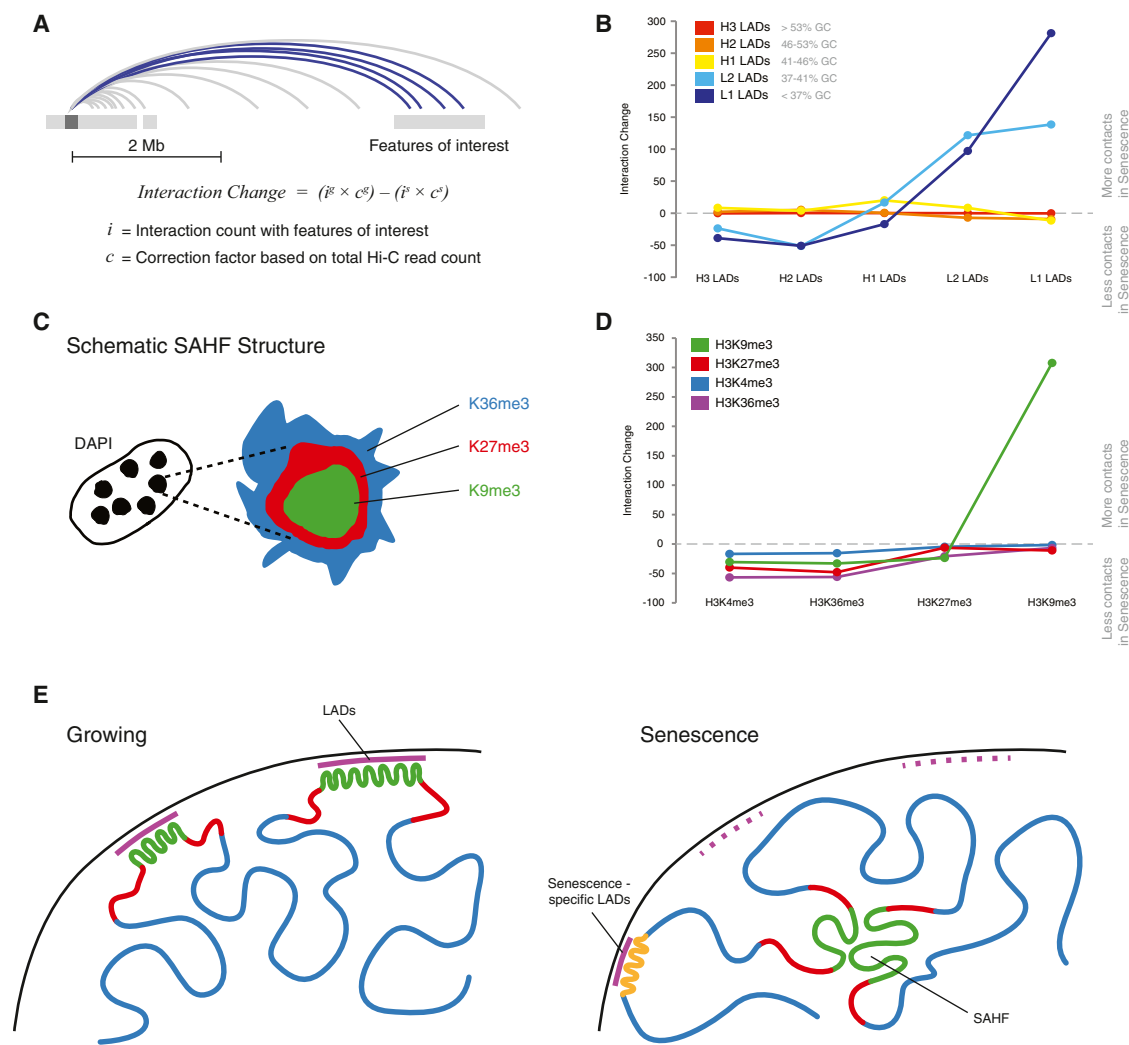 A
2 Mb
Features of interest
Interaction Change = (iᵍ × cᵍ) – (iˢ × cˢ)
i = Interaction count with features of interest
c = Correction factor based on total Hi-C read count
B
300
250
200
150
100
50
0
-50
-100
Interaction Change
H3 LADs > 53% GC
H2 LADs 46-53% GC
H1 LADs 41-46% GC
L2 LADs 37-41% GC
L1 LADs < 37% GC
H3 LADs H2 LADs H1 LADs L2 LADs L1 LADs
More contacts
in Senescence
Less contacts
in Senescence
C
Schematic SAHF Structure
DAPI
K36me3
K27me3
K9me3
D
350
300
250
200
150
100
50
0
-50
-100
Interaction Change
H3K9me3
H3K27me3
H3K4me3
H3K36me3
H3K4me3 H3K36me3 H3K27me3 H3K9me3
More contacts
in Senescence
Less contacts
in Senescence
E
Growing
LADs
Senescence
Senescence -
specific LADs
SAHF